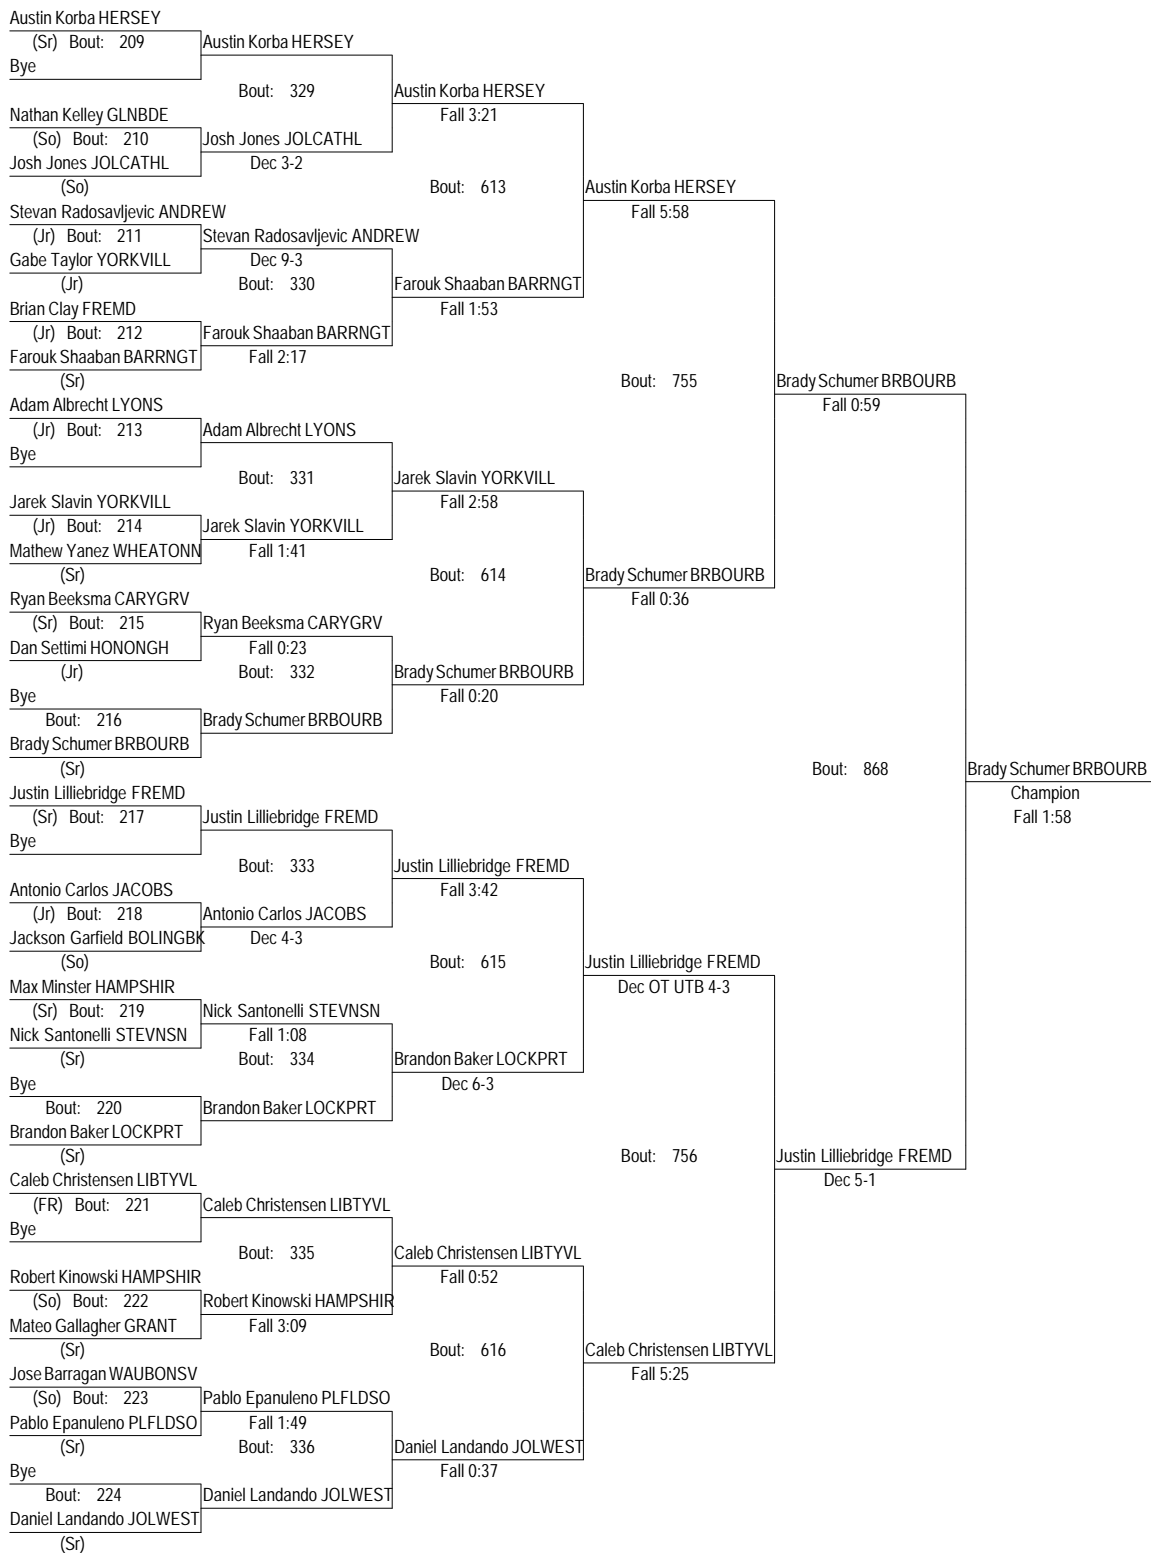 Austin Korba HERSEY
(Sr) Bout: 209
Austin Korba HERSEY
Bye
Bout: 329
Austin Korba HERSEY
Nathan Kelley GLNBDE
Fall 3:21
(So) Bout: 210
Josh Jones JOLCATHL
Josh Jones JOLCATHL
Dec 3-2
(So)
Bout: 613
Austin Korba HERSEY
Stevan Radosavljevic ANDREW
Fall 5:58
(Jr) Bout: 211
Stevan Radosavljevic ANDREW
Gabe Taylor YORKVILL
Dec 9-3
(Jr)
Bout: 330
Farouk Shaaban BARRNGT
Brian Clay FREMD
Fall 1:53
(Jr) Bout: 212
Farouk Shaaban BARRNGT
Farouk Shaaban BARRNGT
Fall 2:17
(Sr)
Bout: 755
Brady Schumer BRBOURB
Adam Albrecht LYONS
Fall 0:59
(Jr) Bout: 213
Adam Albrecht LYONS
Bye
Bout: 331
Jarek Slavin YORKVILL
Jarek Slavin YORKVILL
Fall 2:58
(Jr) Bout: 214
Jarek Slavin YORKVILL
Mathew Yanez WHEATONN
Fall 1:41
(Sr)
Bout: 614
Brady Schumer BRBOURB
Ryan Beeksma CARYGRV
Fall 0:36
(Sr) Bout: 215
Ryan Beeksma CARYGRV
Dan Settimi HONONGH
Fall 0:23
(Jr)
Bout: 332
Brady Schumer BRBOURB
Bye
Fall 0:20
Bout: 216
Brady Schumer BRBOURB
Brady Schumer BRBOURB
(Sr)
Bout: 868
Brady Schumer BRBOURB
Justin Lilliebridge FREMD
Champion
(Sr) Bout: 217
Justin Lilliebridge FREMD
Fall 1:58
Bye
Bout: 333
Justin Lilliebridge FREMD
Antonio Carlos JACOBS
Fall 3:42
(Jr) Bout: 218
Antonio Carlos JACOBS
Jackson Garfield BOLINGBK
Dec 4-3
(So)
Bout: 615
Justin Lilliebridge FREMD
Max Minster HAMPSHIR
Dec OT UTB 4-3
(Sr) Bout: 219
Nick Santonelli STEVNSN
Nick Santonelli STEVNSN
Fall 1:08
(Sr)
Bout: 334
Brandon Baker LOCKPRT
Bye
Dec 6-3
Bout: 220
Brandon Baker LOCKPRT
Brandon Baker LOCKPRT
(Sr)
Bout: 756
Justin Lilliebridge FREMD
Caleb Christensen LIBTYVL
Dec 5-1
(FR) Bout: 221
Caleb Christensen LIBTYVL
Bye
Bout: 335
Caleb Christensen LIBTYVL
Robert Kinowski HAMPSHIR
Fall 0:52
(So) Bout: 222
Robert Kinowski HAMPSHIR
Mateo Gallagher GRANT
Fall 3:09
(Sr)
Bout: 616
Caleb Christensen LIBTYVL
Jose Barragan WAUBONSV
Fall 5:25
(So) Bout: 223
Pablo Epanuleno PLFLDSO
Pablo Epanuleno PLFLDSO
Fall 1:49
(Sr)
Bout: 336
Daniel Landando JOLWEST
Bye
Fall 0:37
Bout: 224
Daniel Landando JOLWEST
Daniel Landando JOLWEST
(Sr)